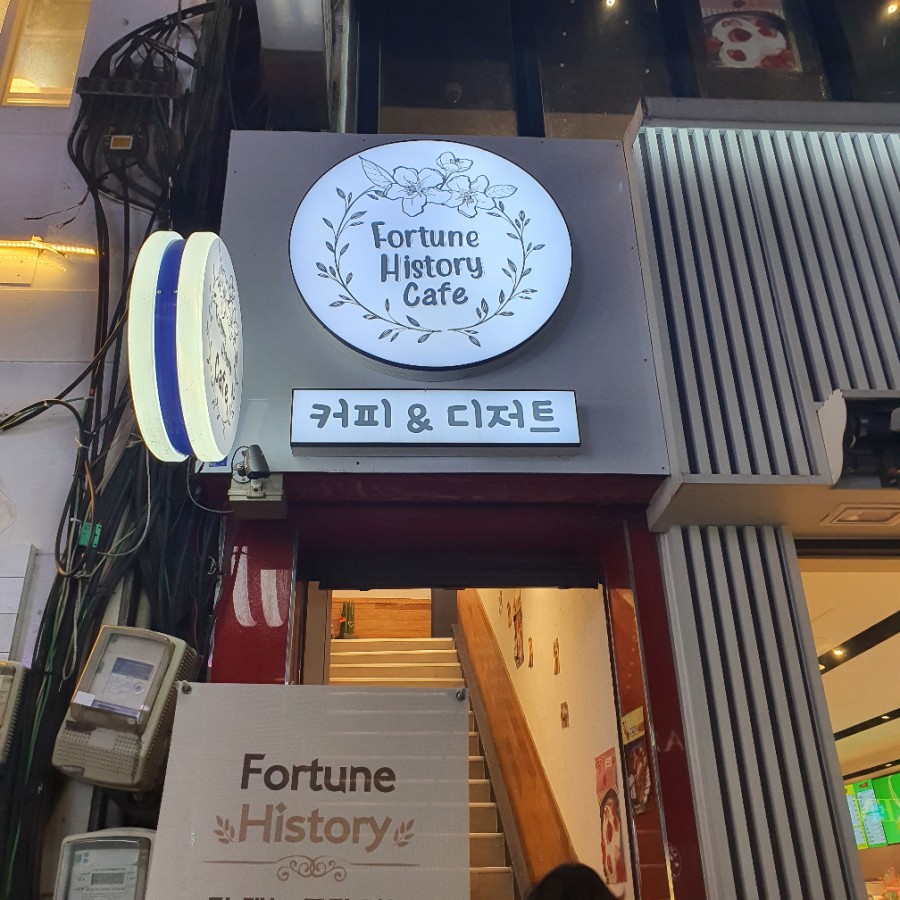 Fortune
History
Cafe
커피 & 디저트
Fortune
History